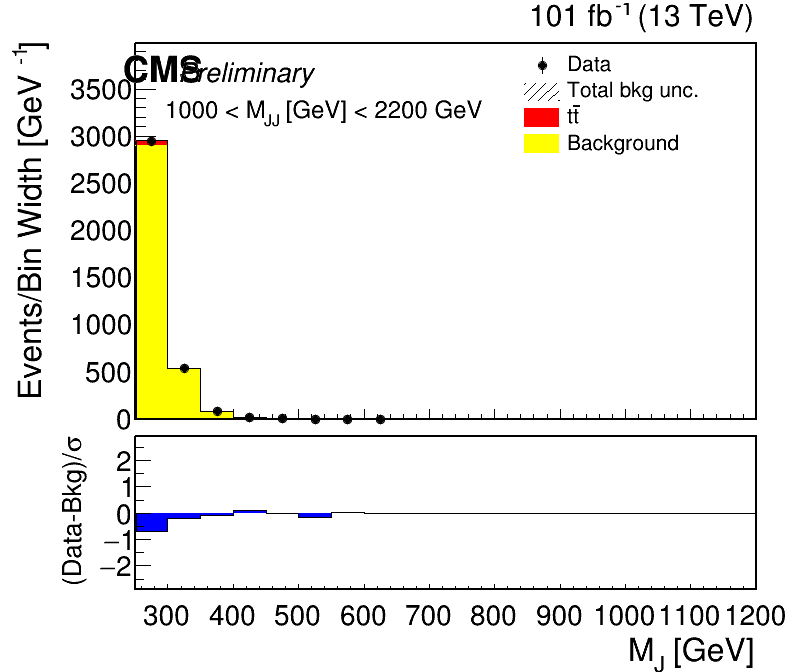 101 fb⁻¹ (13 TeV)
CMS Preliminary
1000 < M_JJ [GeV] < 2200 GeV
Data
Total bkg unc.
tt̄
Background
Events/Bin Width [GeV⁻¹]
3500
3000
2500
2000
1500
1000
500
0
(Data-Bkg)/σ
2
1
0
−1
−2
300 400 500 600 700 800 900 1000 1100 1200
M_J [GeV]